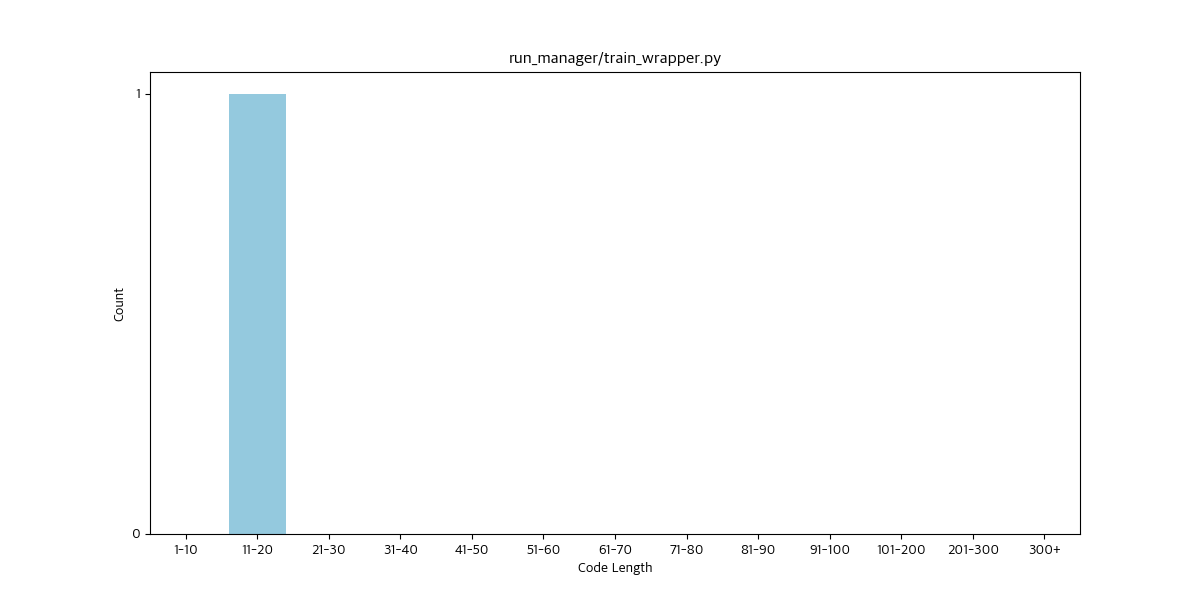 run_manager/train_wrapper.py
1
Count
0
1-10 11-20 21-30 31-40 41-50 51-60 61-70 71-80 81-90 91-100 101-200 201-300 300+
Code Length